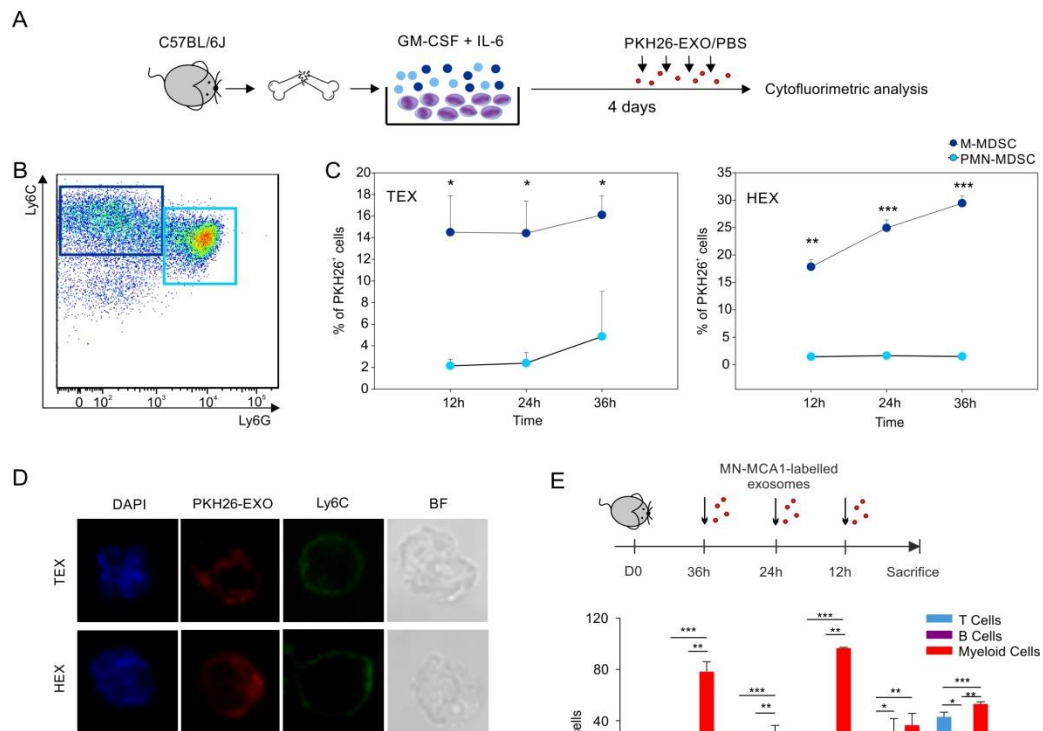 A
C57BL/6J
GM-CSF + IL-6
PKH26-EXO/PBS
4 days
Cytofluorimetric analysis
B
Ly6C
0 10² 10³ 10⁴ 10⁵
Ly6G
C
M-MDSC
PMN-MDSC
TEX
% of PKH26⁺ cells
20
18
16
14
12
10
8
6
4
2
0
* * *
12h 24h 36h
Time
HEX
% of PKH26⁺ cells
35
30
25
20
15
10
5
0
** *** ***
12h 24h 36h
Time
D
DAPI PKH26-EXO Ly6C BF
TEX
HEX
E
MN-MCA1-labelled
exosomes
D0 36h 24h 12h Sacrifice
T Cells
B Cells
Myeloid Cells
120
80
40
cells
*** ** *** ** *** ** ** * *** * **